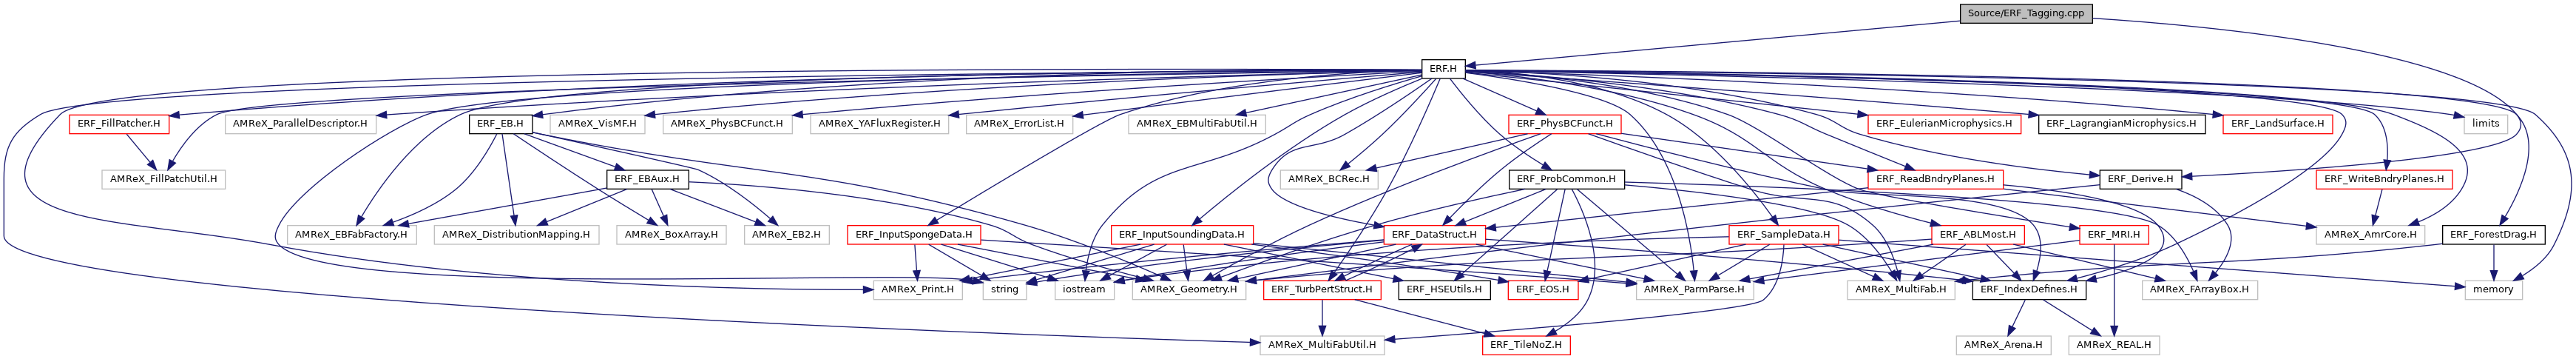 Source/ERF_Tagging.cpp
ERF.H
ERF_FillPatcher.H
AMReX_ParallelDescriptor.H
ERF_EB.H
AMReX_VisMF.H
AMReX_PhysBCFunct.H
AMReX_YAFluxRegister.H
AMReX_ErrorList.H
AMReX_EBMultiFabUtil.H
ERF_PhysBCFunct.H
ERF_EulerianMicrophysics.H
ERF_LagrangianMicrophysics.H
ERF_LandSurface.H
limits
AMReX_FillPatchUtil.H
ERF_EBAux.H
AMReX_BCRec.H
ERF_ProbCommon.H
ERF_ReadBndryPlanes.H
ERF_Derive.H
ERF_WriteBndryPlanes.H
AMReX_EBFabFactory.H
AMReX_DistributionMapping.H
AMReX_BoxArray.H
AMReX_EB2.H
ERF_InputSpongeData.H
ERF_InputSoundingData.H
ERF_DataStruct.H
ERF_SampleData.H
ERF_ABLMost.H
ERF_MRI.H
AMReX_AmrCore.H
ERF_ForestDrag.H
AMReX_Print.H
string
iostream
AMReX_Geometry.H
ERF_TurbPertStruct.H
ERF_HSEUtils.H
ERF_EOS.H
AMReX_ParmParse.H
AMReX_MultiFab.H
ERF_IndexDefines.H
AMReX_FArrayBox.H
memory
AMReX_MultiFabUtil.H
ERF_TileNoZ.H
AMReX_Arena.H
AMReX_REAL.H